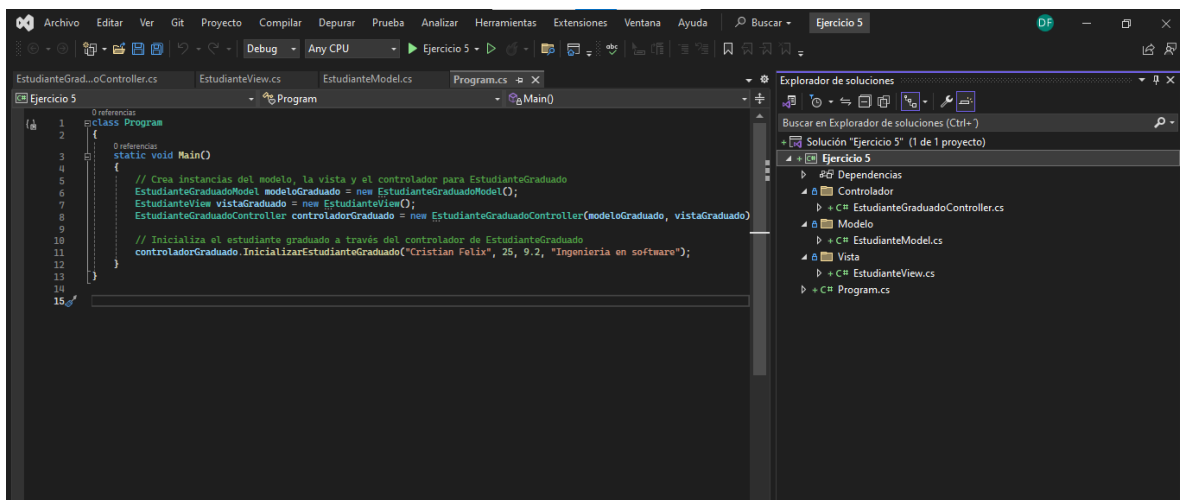 Archivo Editar Ver Git Proyecto Compilar Depurar Prueba Analizar Herramientas Extensiones Ventana Ayuda Buscar Ejercicio 5 DF
Debug Any CPU Ejercicio 5
EstudianteGrad...oController.cs EstudianteView.cs EstudianteModel.cs Program.cs
Ejercicio 5 Program Main()
0 referencias
1 class Program
2 {
0 referencias
3 static void Main()
4 {
5 // Crea instancias del modelo, la vista y el controlador para EstudianteGraduado
6 EstudianteGraduadoModel modeloGraduado = new EstudianteGraduadoModel();
7 EstudianteView vistaGraduado = new EstudianteView();
8 EstudianteGraduadoController controladorGraduado = new EstudianteGraduadoController(modeloGraduado, vistaGraduado)
9
10 // Inicializa el estudiante graduado a través del controlador de EstudianteGraduado
11 controladorGraduado.InicializarEstudianteGraduado("Cristian Felix", 25, 9.2, "Ingenieria en software");
12 }
13 }
14
15
Explorador de soluciones
Buscar en Explorador de soluciones (Ctrl+´)
Solución "Ejercicio 5" (1 de 1 proyecto)
Ejercicio 5
Dependencias
Controlador
C# EstudianteGraduadoController.cs
Modelo
C# EstudianteModel.cs
Vista
C# EstudianteView.cs
C# Program.cs